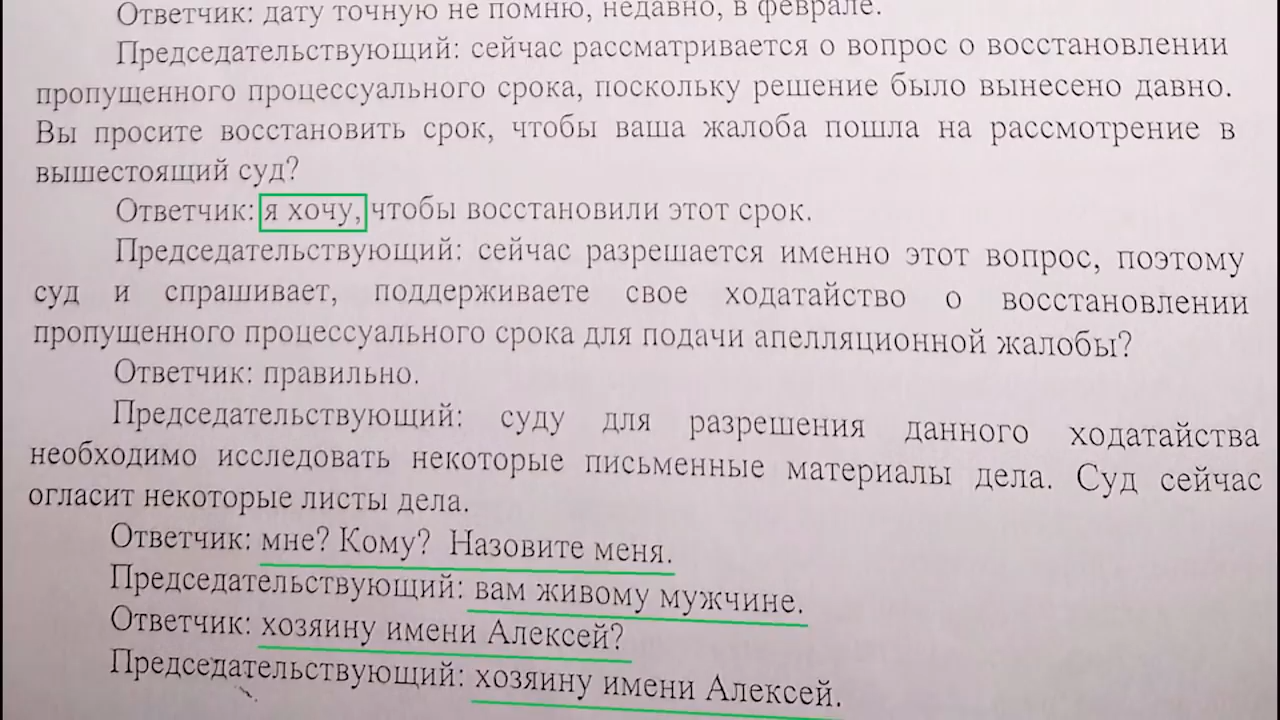 Ответчик: дату точную не помню, недавно, в феврале.
Председательствующий: сейчас рассматривается о вопрос о восстановлении
пропущенного процессуального срока, поскольку решение было вынесено давно.
Вы просите восстановить срок, чтобы ваша жалоба пошла на рассмотрение в
вышестоящий суд?
Ответчик: я хочу, чтобы восстановили этот срок.
Председательствующий: сейчас разрешается именно этот вопрос, поэтому
суд и спрашивает, поддерживаете свое ходатайство о восстановлении
пропущенного процессуального срока для подачи апелляционной жалобы?
Ответчик: правильно.
Председательствующий: суду для разрешения данного ходатайства
необходимо исследовать некоторые письменные материалы дела. Суд сейчас
огласит некоторые листы дела.
Ответчик: мне? Кому? Назовите меня.
Председательствующий: вам живому мужчине.
Ответчик: хозяину имени Алексей?
Председательствующий: хозяину имени Алексей.